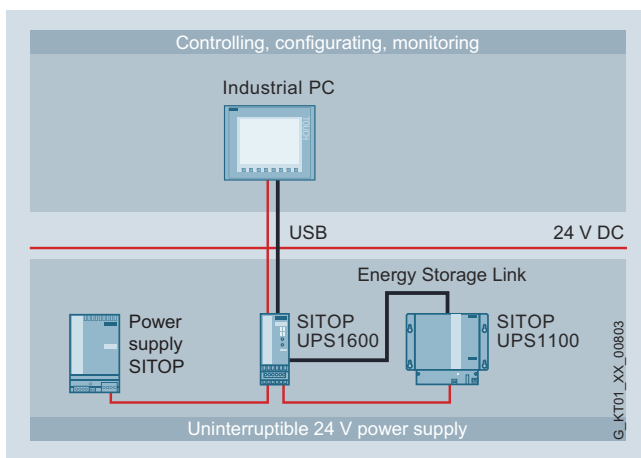 Controlling, configurating, monitoring
Industrial PC
TOUCH
USB
24 V DC
Energy Storage Link
Power
supply
SITOP
SITOP
UPS1600
SITOP
UPS1100
G_KT01_XX_00803
Uninterruptible 24 V power supply